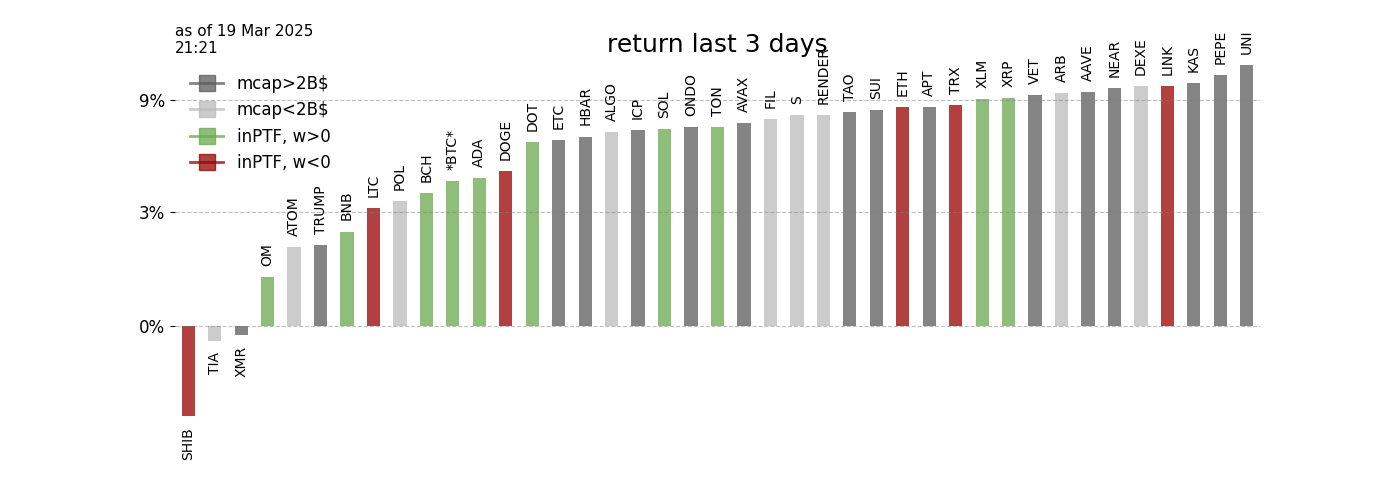 as of 19 Mar 2025
21:21
return last 3 days
mcap>2B$
mcap<2B$
inPTF, w>0
inPTF, w<0
9%
3%
0%
SHIB
TIA
XMR
OM
ATOM
TRUMP
BNB
LTC
POL
BCH
*BTC*
ADA
DOGE
DOT
ETC
HBAR
ALGO
ICP
SOL
ONDO
TON
AVAX
FIL
S
RENDER
TAO
SUI
ETH
APT
TRX
XLM
XRP
VET
ARB
AAVE
NEAR
DEXE
LINK
KAS
PEPE
UNI